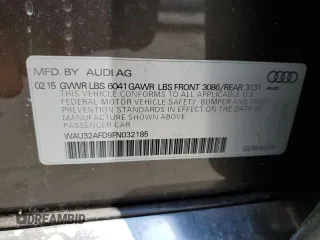 MFD. BY AUDI AG
02.15 GWWR LBS 6041 GAWR LBS FRONT 3086/REAR 3131
THIS VEHICLE CONFORMS TO ALL APPLICABLE
FEDERAL MOTOR VEHICLE SAFETY, BUMPER AND THEFT
PREVENTION STANDARDS IN EFFECT ON THE DATE OF
MANUFACTURE SHOWN ABOVE
PASSENGER CAR
WAU32AFD9FN032185
Audi
GERMANY
DREAMBID